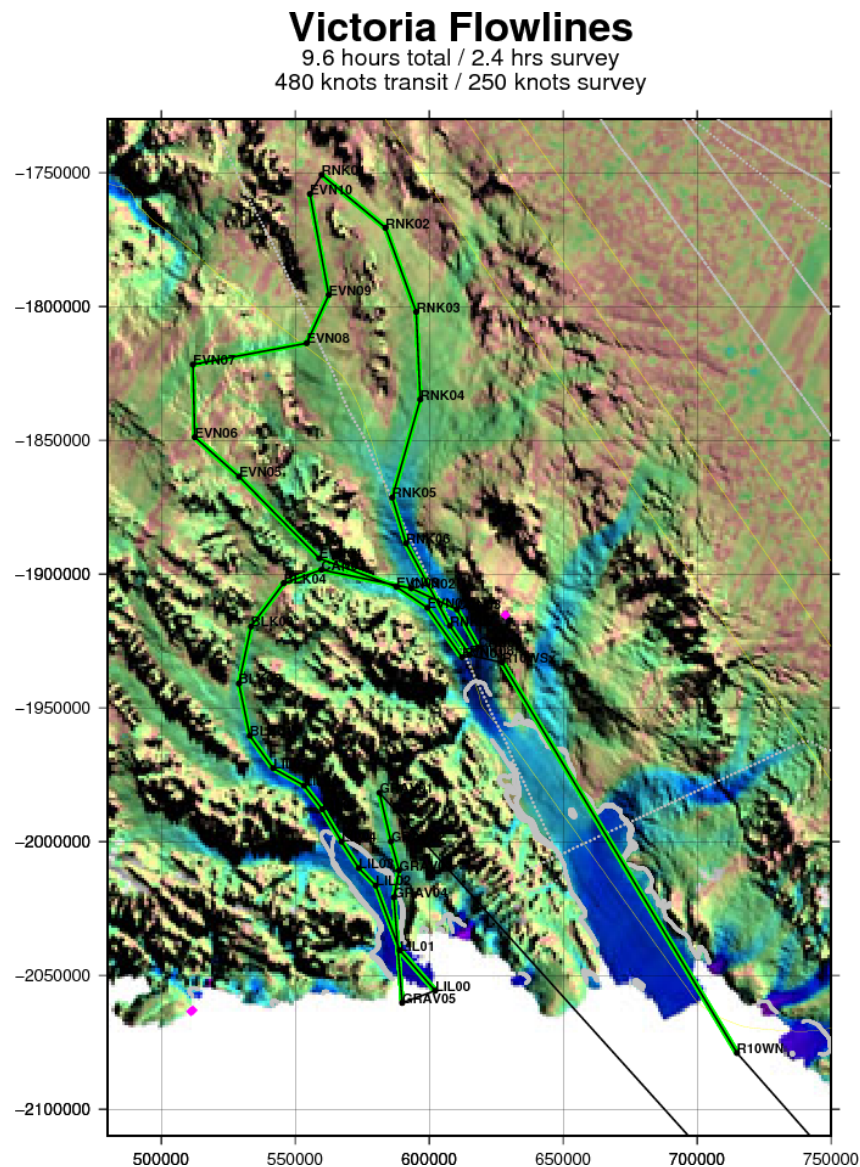 Victoria Flowlines
9.6 hours total / 2.4 hrs survey
480 knots transit / 250 knots survey
−1750000
RNK01
EVN10
RNK02
EVN09
−1800000
RNK03
EVN08
EVN07
RNK04
EVN06
−1850000
EVN05
RNK05
RNK06
−1900000
BLK04
−1950000
−2000000
LIL02
GRAV04
LIL01
−2050000
LIL00
GRAV05
R10WN
−2100000
500000
550000
600000
650000
700000
750000